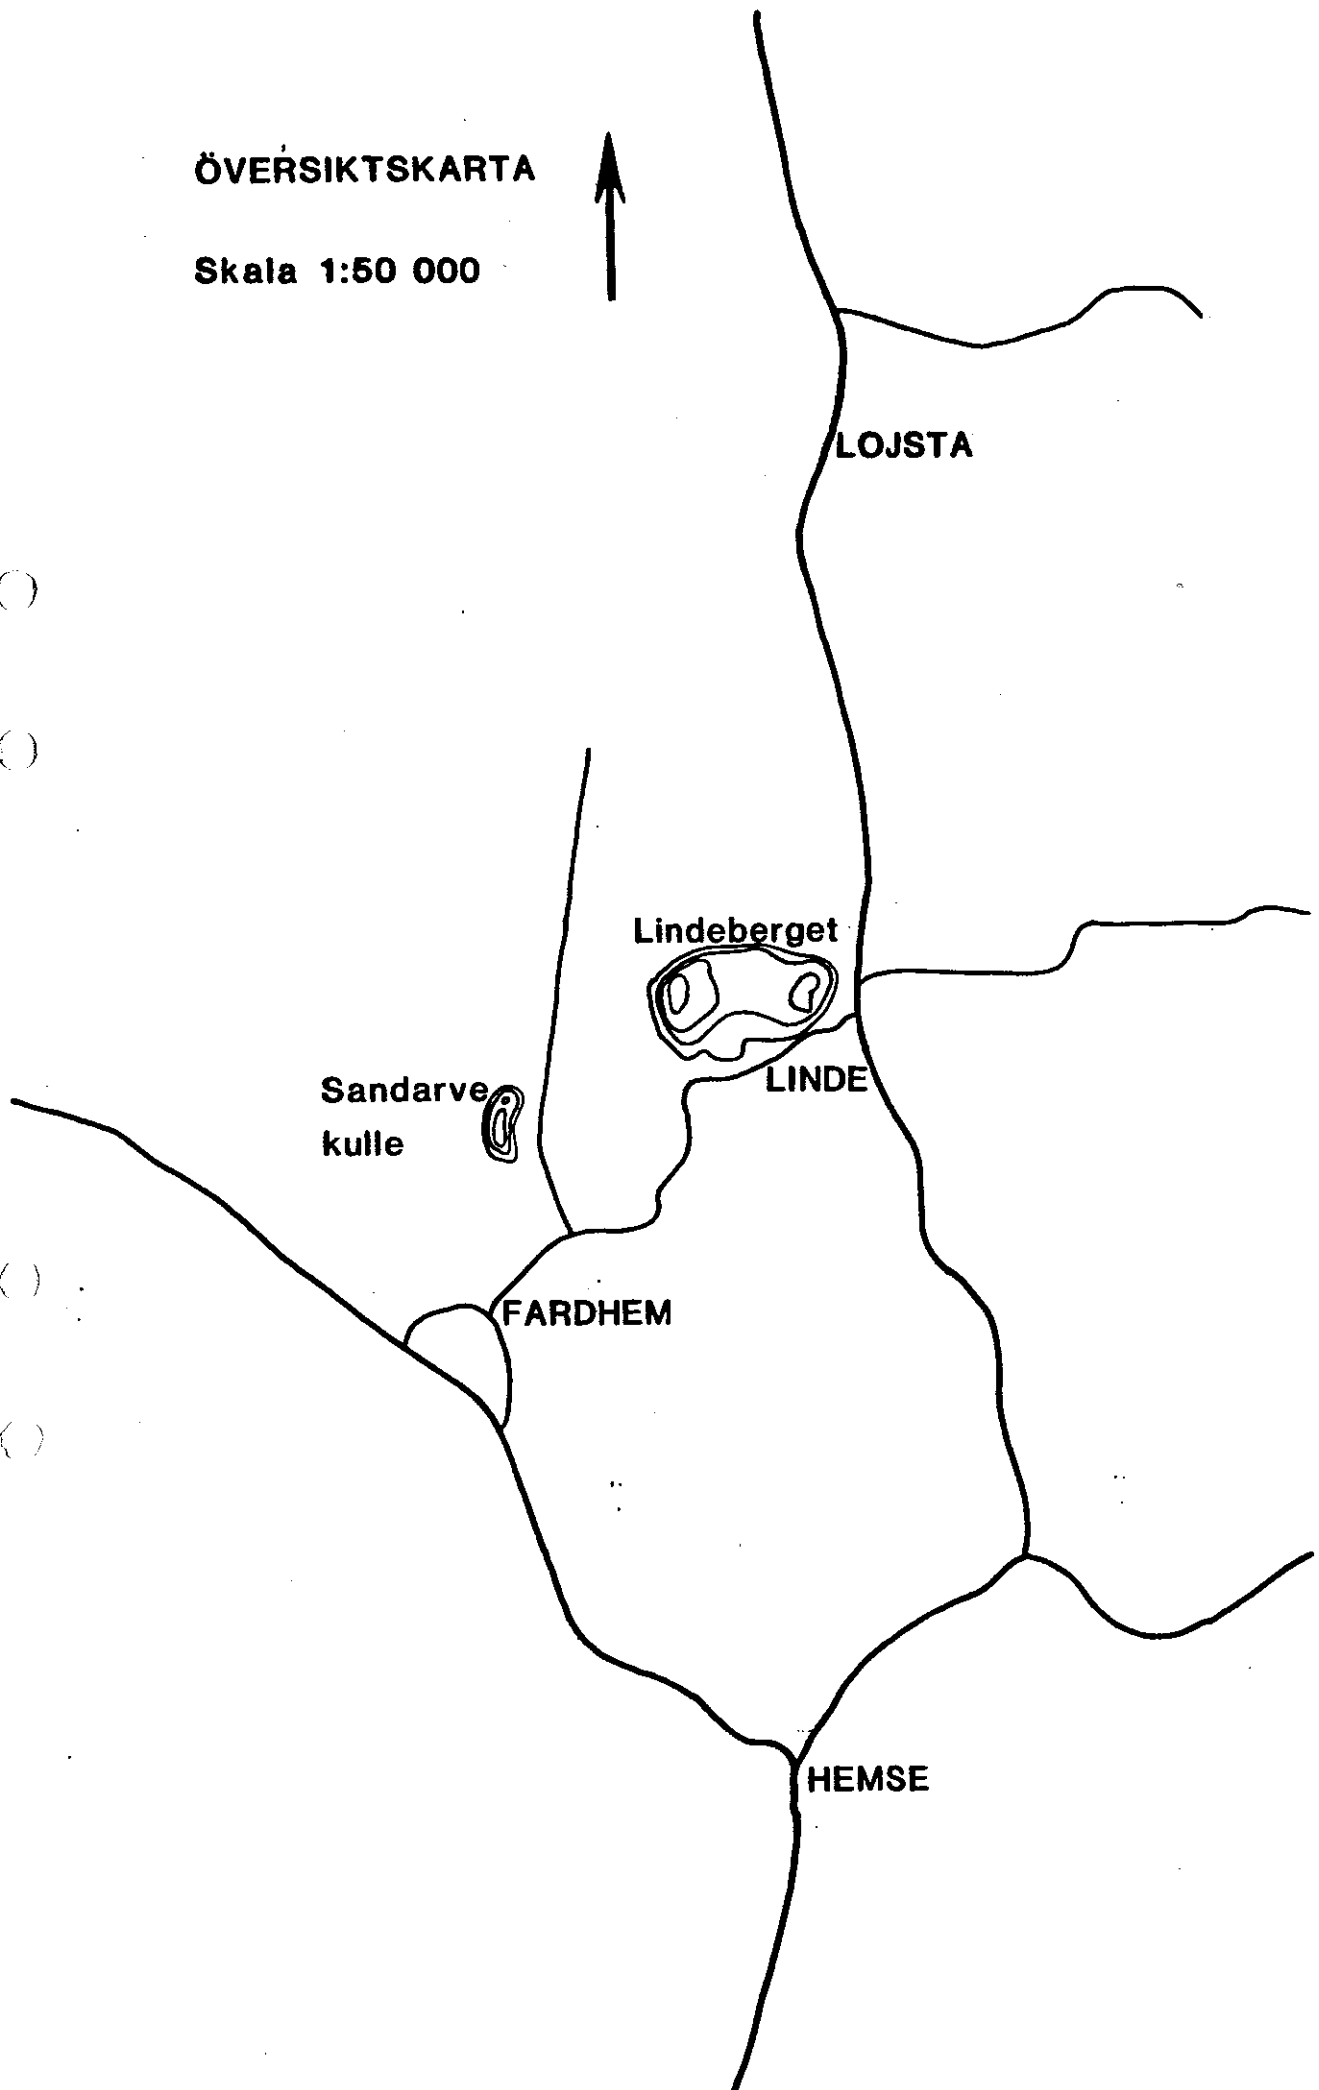 ÖVERSIKTSKARTA
Skala 1:50 000
LOJSTA
Lindeberget
LINDE
Sandarve
kulle
FARDHEM
HEMSE